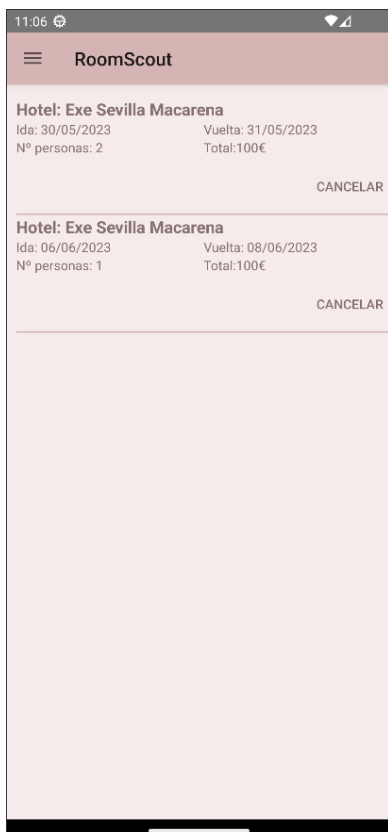 11:06
RoomScout
Hotel: Exe Sevilla Macarena
Ida: 30/05/2023 Vuelta: 31/05/2023
Nº personas: 2 Total:100€
CANCELAR
Hotel: Exe Sevilla Macarena
Ida: 06/06/2023 Vuelta: 08/06/2023
Nº personas: 1 Total:100€
CANCELAR